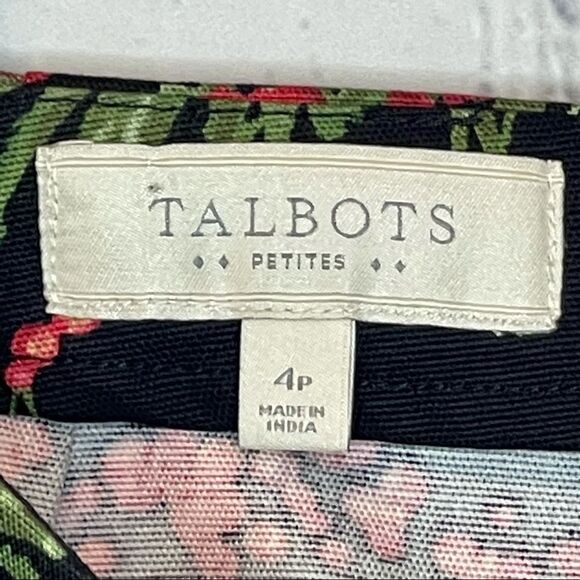 TALBOTS
PETITES
4P
MADE IN
INDIA